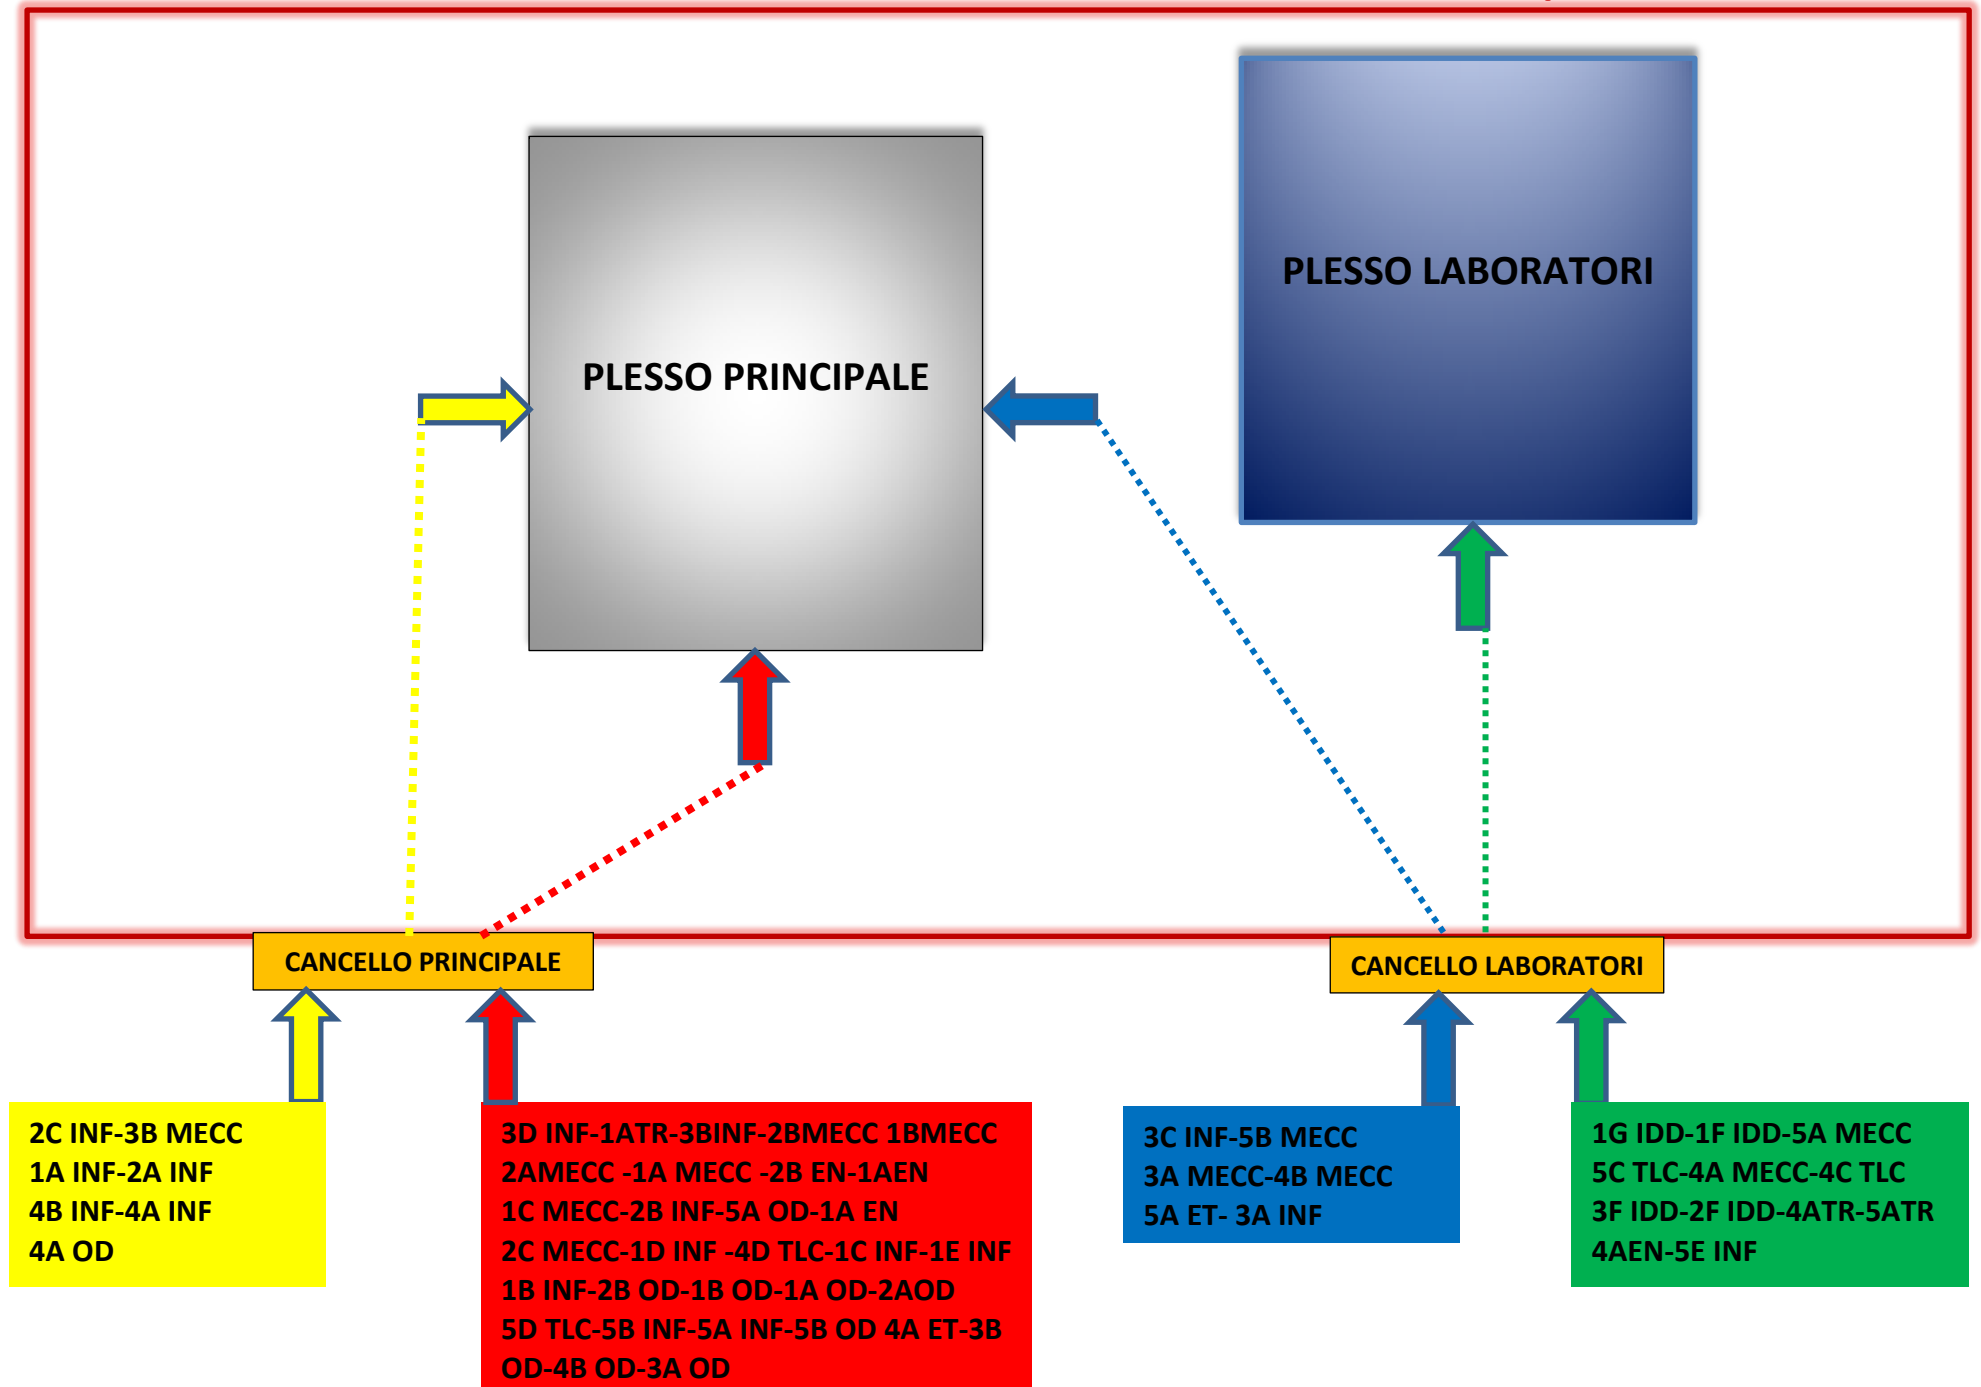 PLESSO LABORATORI
PLESSO PRINCIPALE
CANCELLO PRINCIPALE
CANCELLO LABORATORI
2C INF-3B MECC
1A INF-2A INF
4B INF-4A INF
4A OD
3D INF-1ATR-3BINF-2BMECC 1BMECC
2AMECC -1A MECC -2B EN-1AEN
1C MECC-2B INF-5A OD-1A EN
2C MECC-1D INF -4D TLC-1C INF-1E INF
1B INF-2B OD-1B OD-1A OD-2AOD
5D TLC-5B INF-5A INF-5B OD 4A ET-3B
OD-4B OD-3A OD
3C INF-5B MECC
3A MECC-4B MECC
5A ET- 3A INF
1G IDD-1F IDD-5A MECC
5C TLC-4A MECC-4C TLC
3F IDD-2F IDD-4ATR-5ATR
4AEN-5E INF